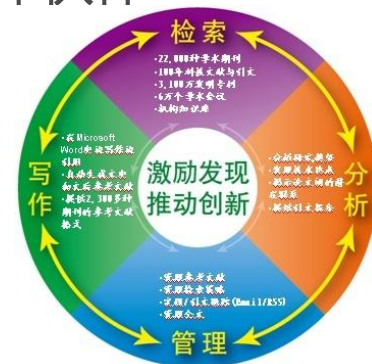 检索
·22,000种学术期刊
·100年科技文献与引文
·3,100万发明专利
·6万个学术会议
·机构知识库
写作
·在Microsoft
Word中边写作边
引用
·自动生成文中
和文后参考文献
·提供2,300多种
期刊的参考文献
格式
激励发现
推动创新
分析
·分析研究趋势
·发现技术热点
·揭示论文间的潜
在联系
·提供引文报告
·管理参考文献
·管理检索策略
·定期/引文跟踪(Email/RSS)
·管理全文
管理